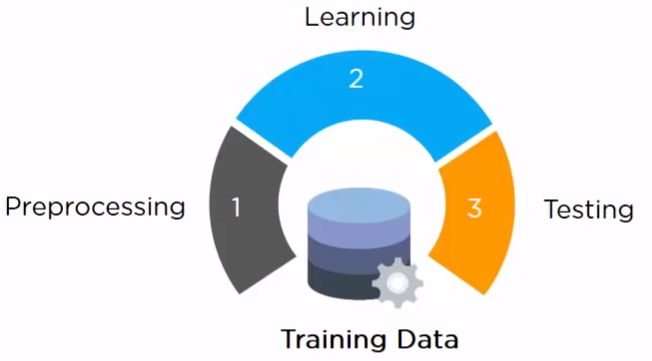 Learning
2
Preprocessing
1
3
Testing
Training Data